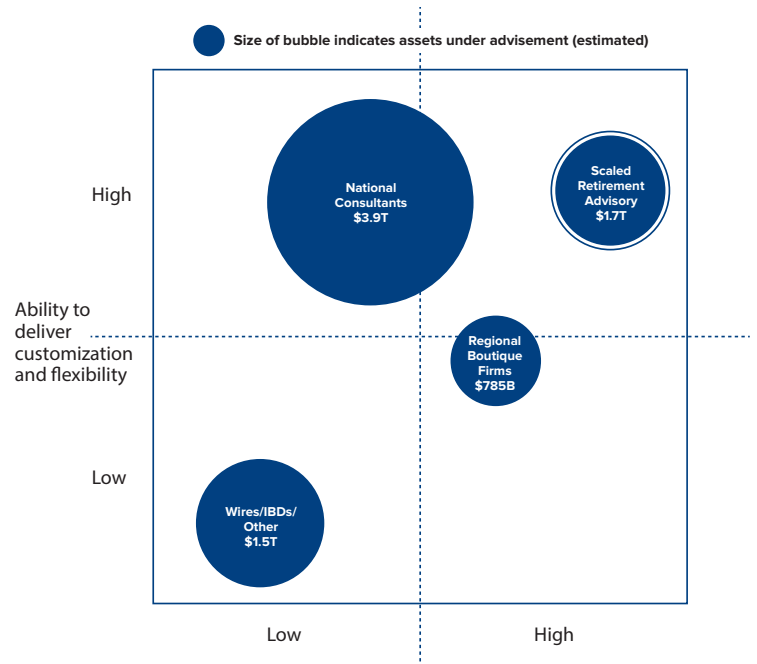 Size of bubble indicates assets under advisement (estimated)
High
National
Consultants
$3.9T
Scaled
Retirement
Advisory
$1.7T
Ability to
deliver
customization
and flexibility
Regional
Boutique
Firms
$785B
Low
Wires/IBDs/
Other
$1.5T
Low
High